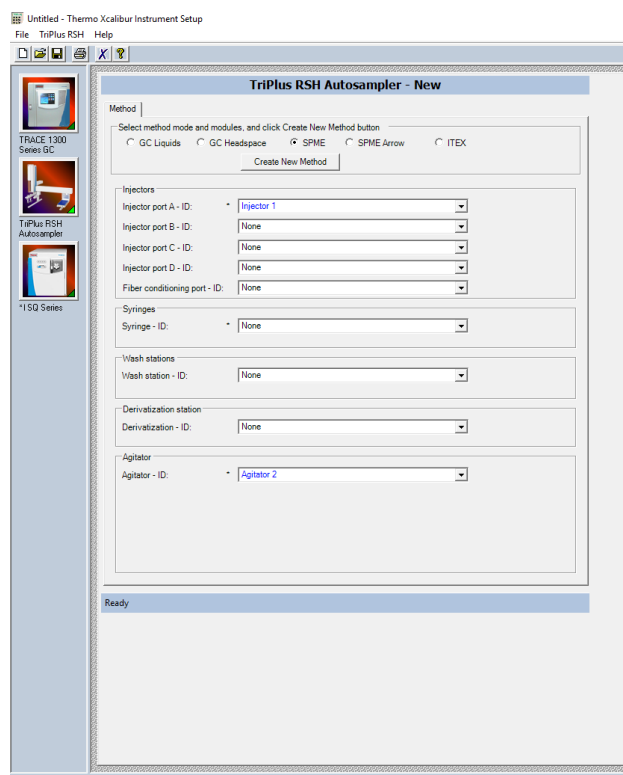 Untitled - Thermo Xcalibur Instrument Setup
File TriPlus RSH Help
TriPlus RSH Autosampler - New
Method
Select method mode and modules, and click Create New Method button
GC Liquids GC Headspace SPME SPME Arrow ITEX
Create New Method
TRACE 1300
Series GC
TriPlus RSH
Autosampler
*ISQ Series
Injectors
Injector port A - ID: * Injector 1
Injector port B - ID: None
Injector port C - ID: None
Injector port D - ID: None
Fiber conditioning port - ID: None
Syringes
Syringe - ID: * None
Wash stations
Wash station - ID: None
Derivatization station
Derivatization - ID: None
Agitator
Agitator - ID: * Agitator 2
Ready